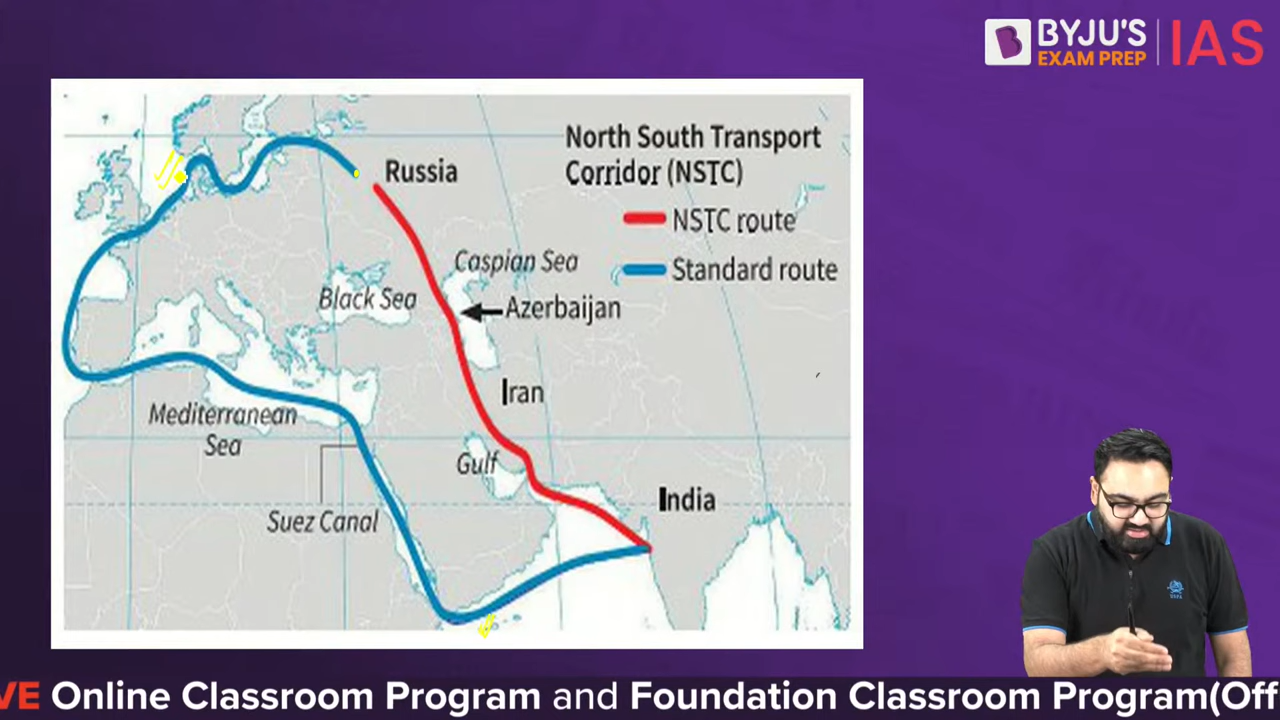 BYJU'S
EXAM PREP
IAS
North South Transport
Corridor (NSTC)
NSTC route
Standard route
Russia
Caspian Sea
Black Sea
Azerbaijan
Iran
Mediterranean
Sea
Gulf
India
Suez Canal
VE Online Classroom Program and Foundation Classroom Program(Off